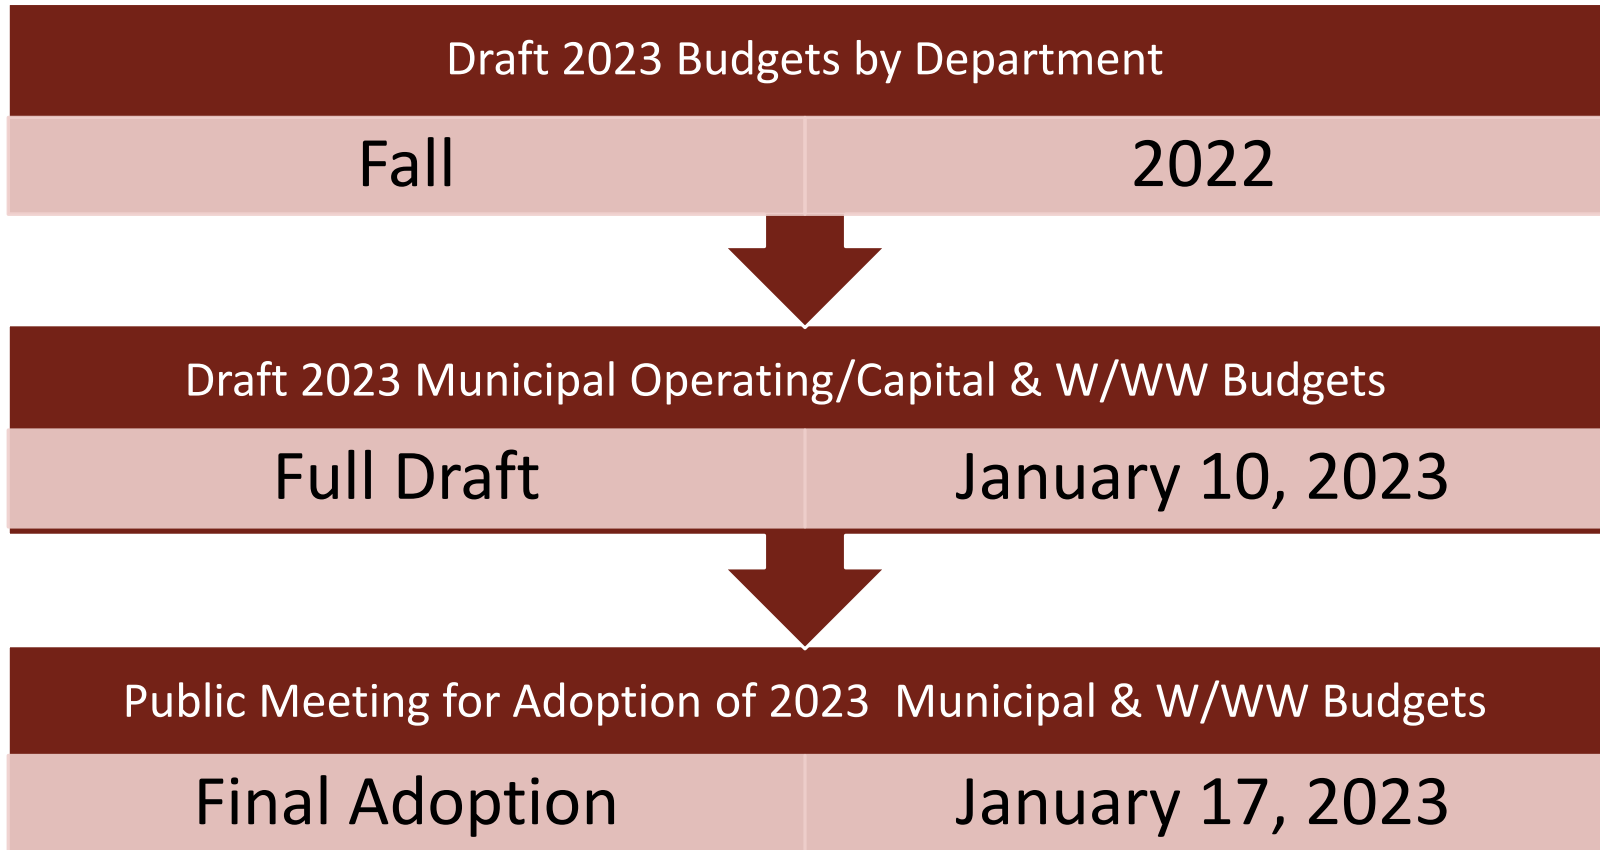 Draft 2023 Budgets by Department
Fall
2022
Draft 2023 Municipal Operating/Capital & W/WW Budgets
Full Draft
January 10, 2023
Public Meeting for Adoption of 2023  Municipal & W/WW Budgets
Final Adoption
January 17, 2023